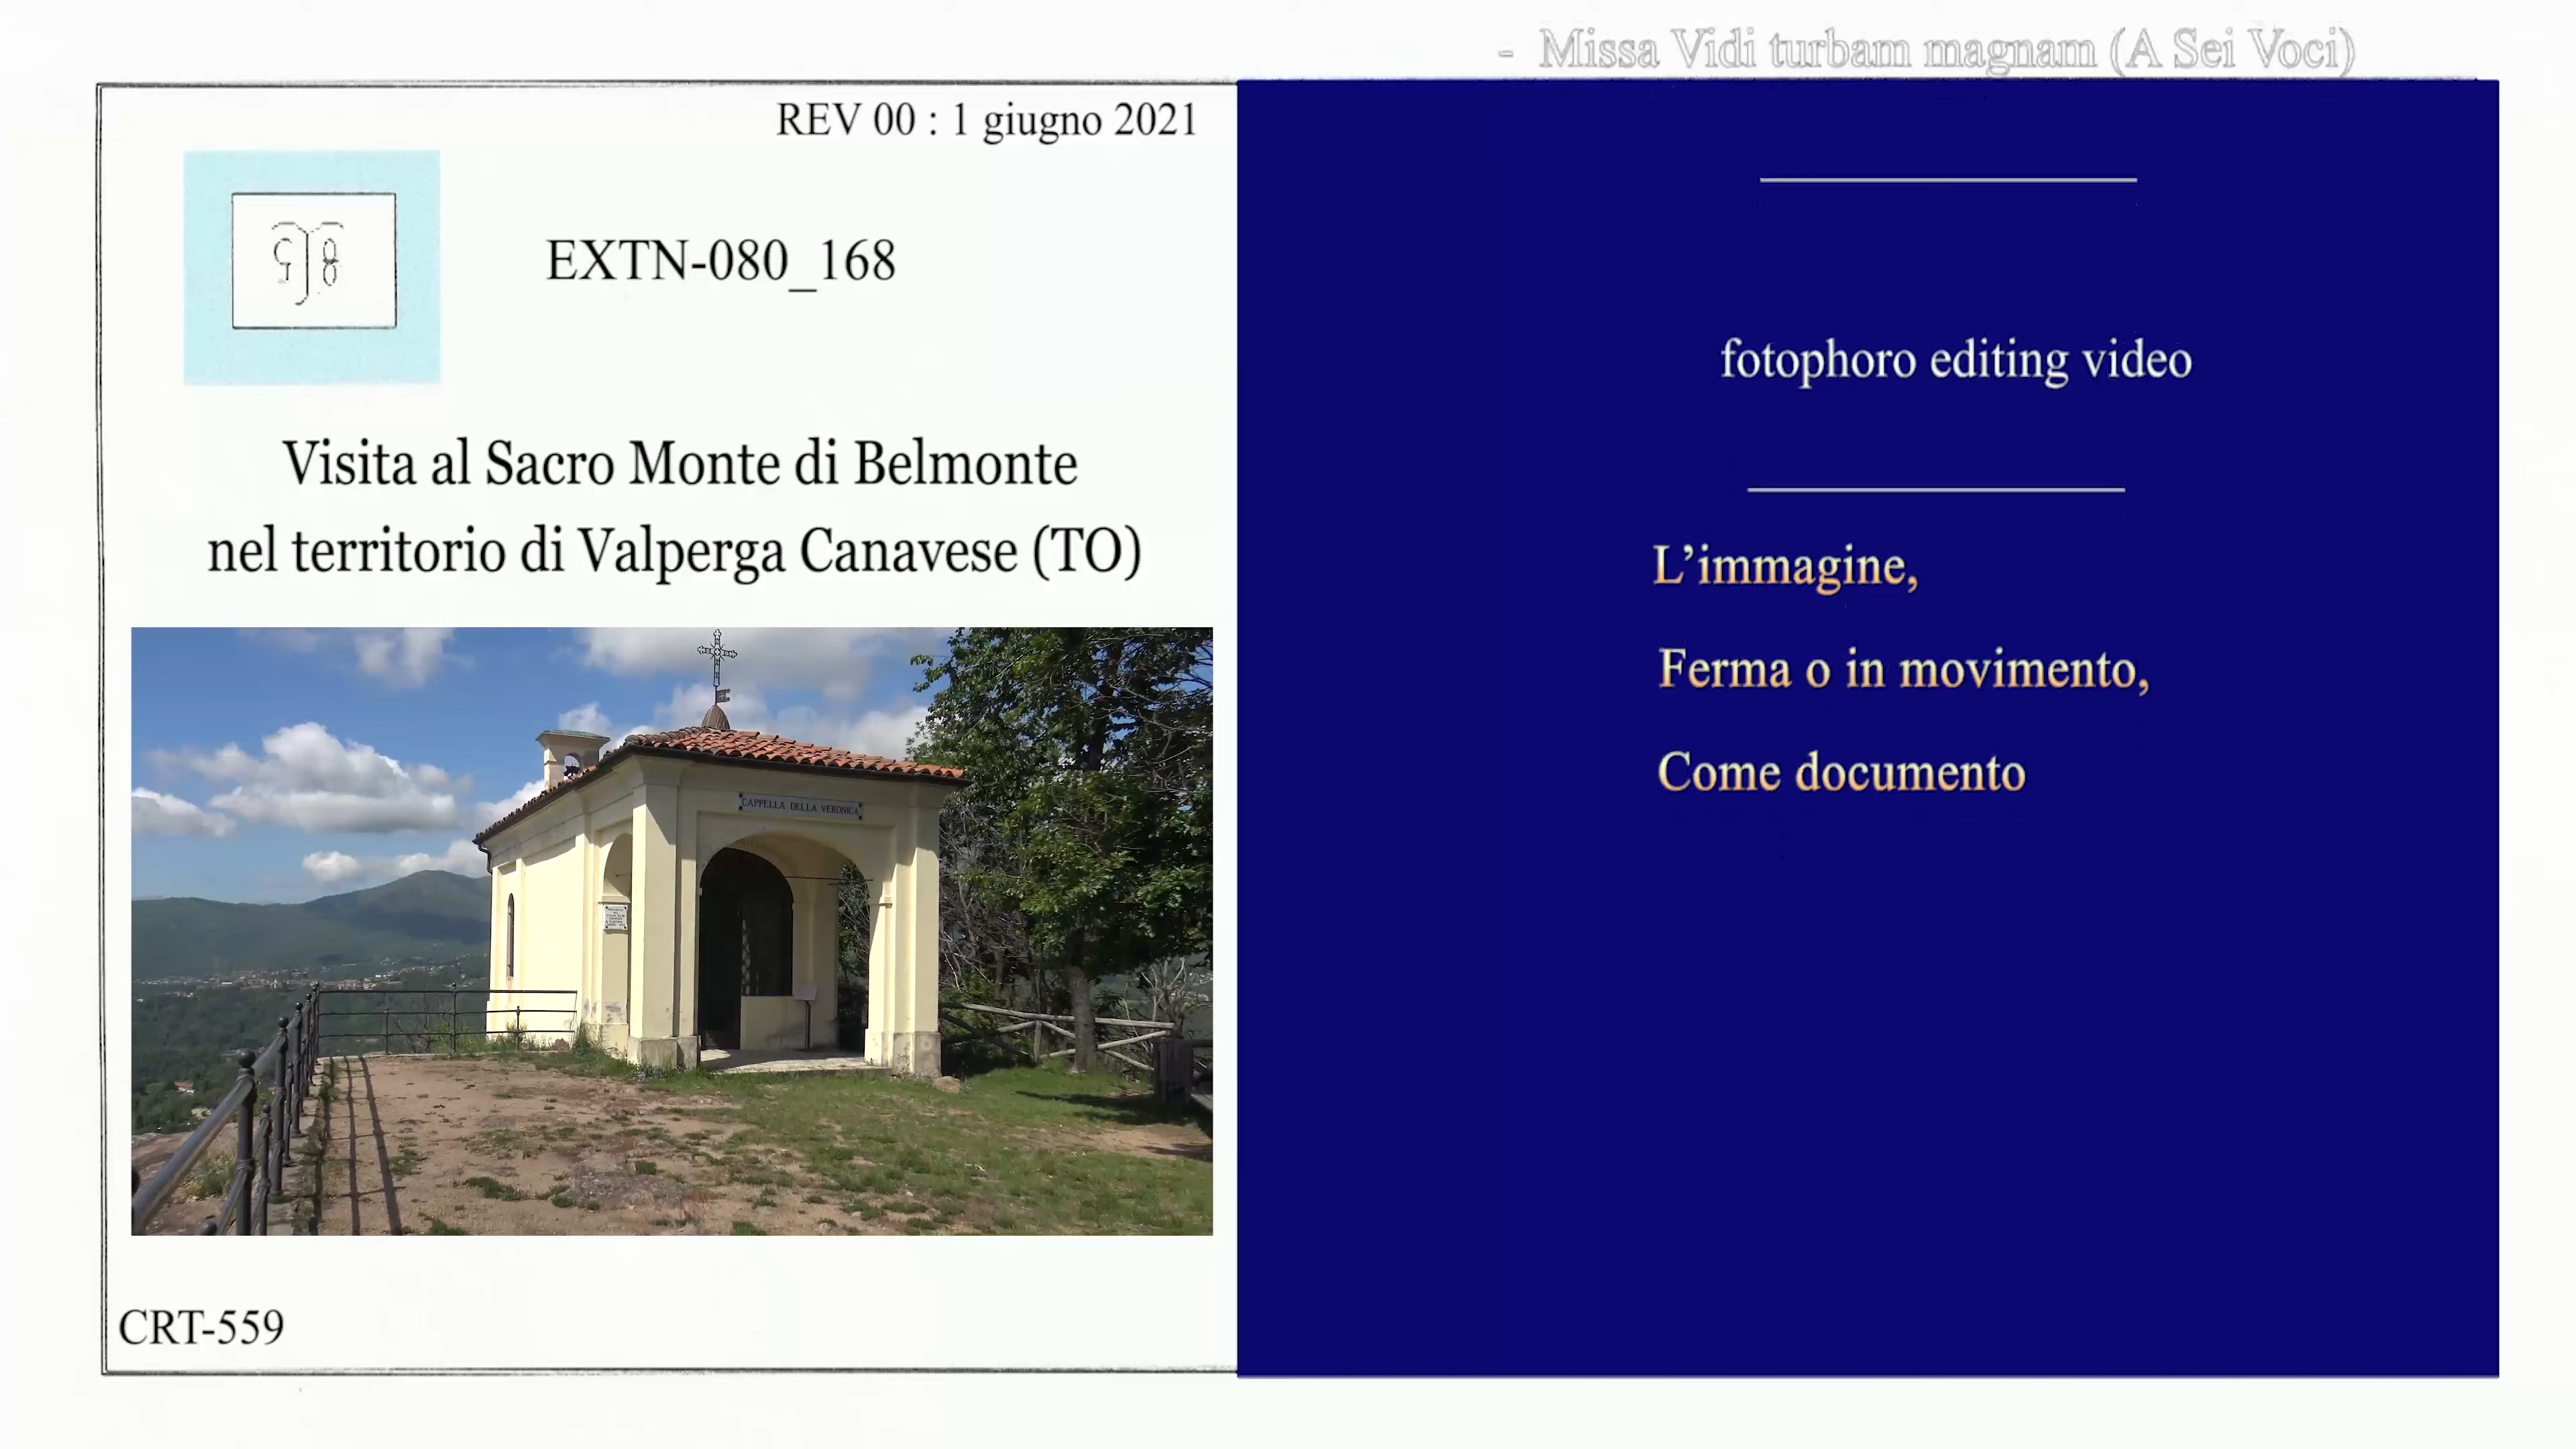 - Missa Vidi turbam magnam (A Sei Voci)
REV 00 : 1 giugno 2021
EXTN-080_168
Visita al Sacro Monte di Belmonte
nel territorio di Valperga Canavese (TO)
CAPPELLA DELLA VERONICA
CRT-559
fotophoro editing video
L’immagine,
Ferma o in movimento,
Come documento